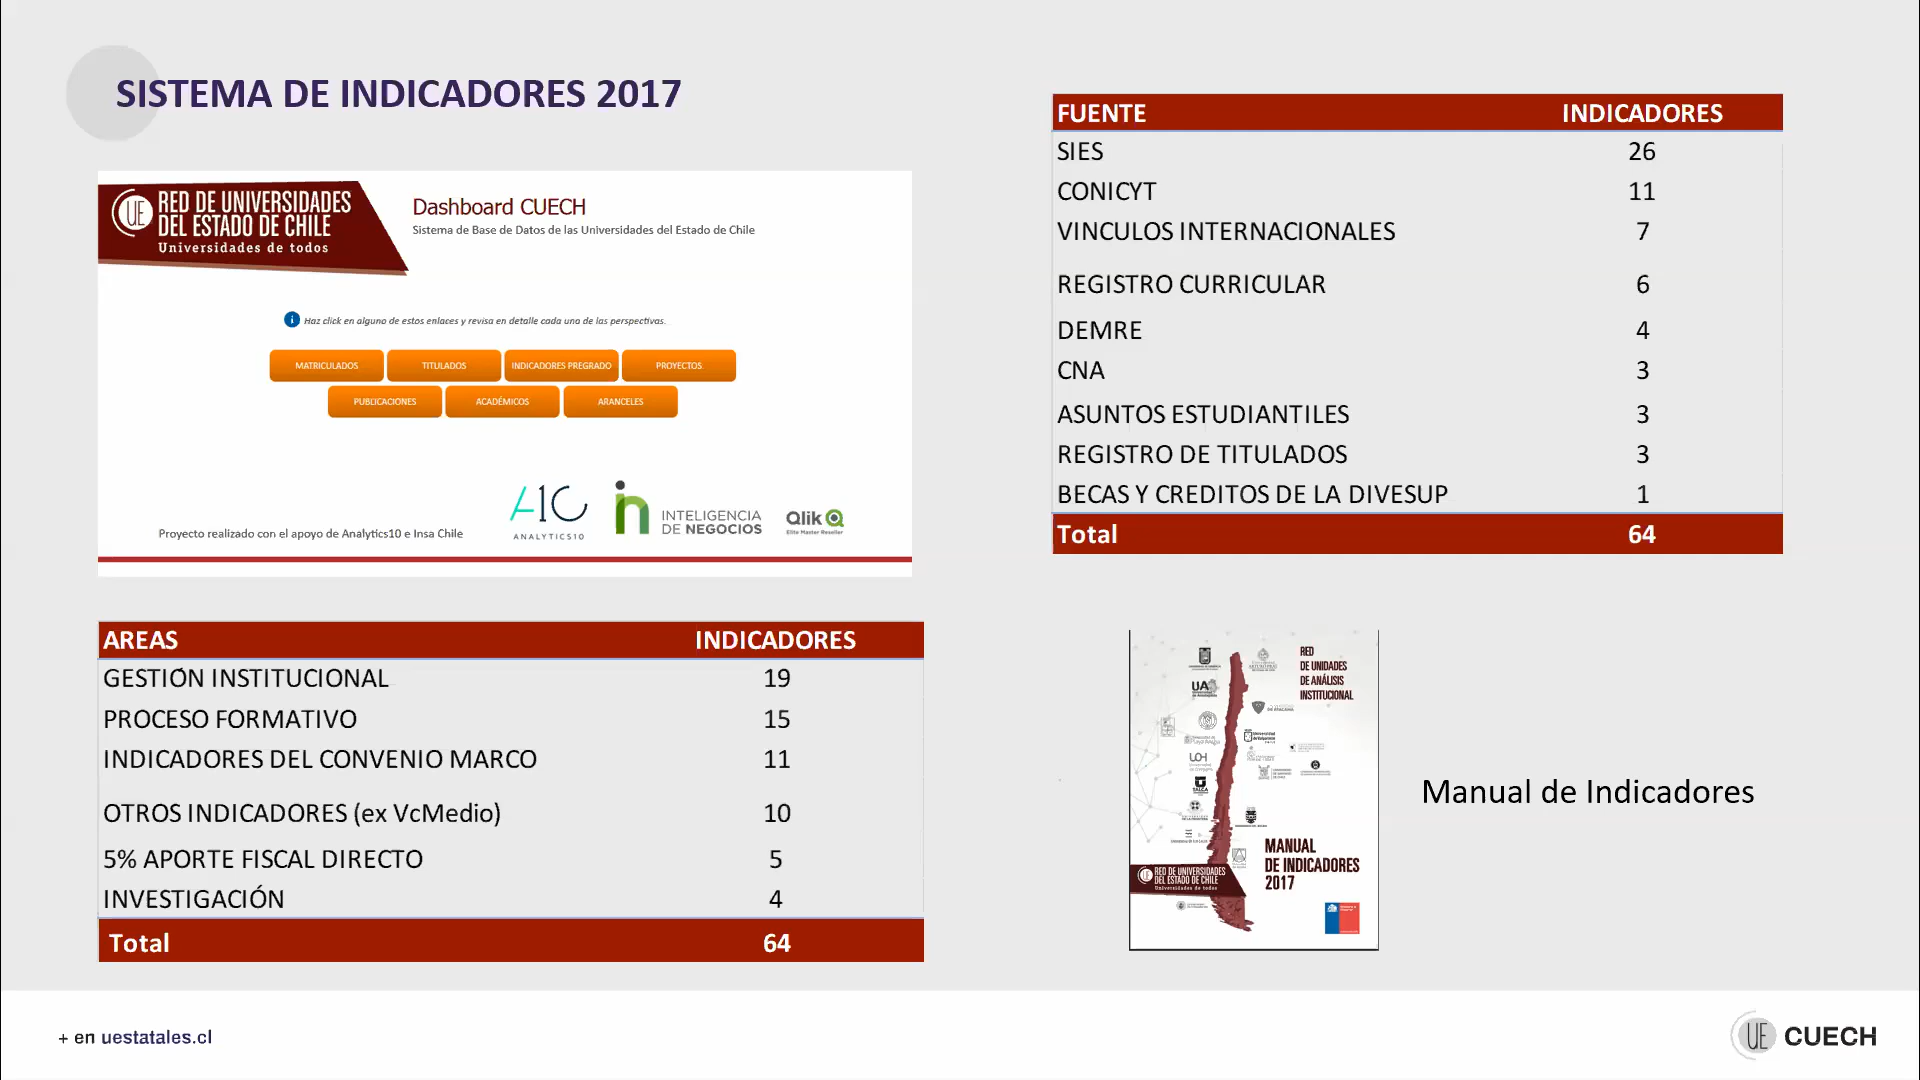 SISTEMA DE INDICADORES 2017
UE
RED DE UNIVERSIDADES
DEL ESTADO DE CHILE
Universidades de todos
Dashboard CUECH
Sistema de Base de Datos de las Universidades del Estado de Chile
i Haz click en alguno de estos enlaces y revisa en detalle cada una de las perspectivas.
MATRICULADOS TITULADOS INDICADORES PREGRADO PROYECTOS
PUBLICACIONES ACADÉMICOS ARANCELES
Proyecto realizado con el apoyo de Analytics10 e Insa Chile
A1O
ANALYTICS10
in
INTELIGENCIA
DE NEGOCIOS
Qlik
Elite Master Reseller
AREAS INDICADORES
GESTIÓN INSTITUCIONAL 19
PROCESO FORMATIVO 15
INDICADORES DEL CONVENIO MARCO 11
OTROS INDICADORES (ex VcMedio) 10
5% APORTE FISCAL DIRECTO 5
INVESTIGACIÓN 4
Total 64
FUENTE INDICADORES
SIES 26
CONICYT 11
VINCULOS INTERNACIONALES 7
REGISTRO CURRICULAR 6
DEMRE 4
CNA 3
ASUNTOS ESTUDIANTILES 3
REGISTRO DE TITULADOS 3
BECAS Y CREDITOS DE LA DIVESUP 1
Total 64
RED
DE UNIDADES
DE ANÁLISIS
INSTITUCIONAL
UA
UOH
TALCA
MANUAL
DE INDICADORES
2017
UE
RED DE UNIVERSIDADES
DEL ESTADO DE CHILE
Universidades de todos
Manual de Indicadores
+ en uestatales.cl
UE CUECH